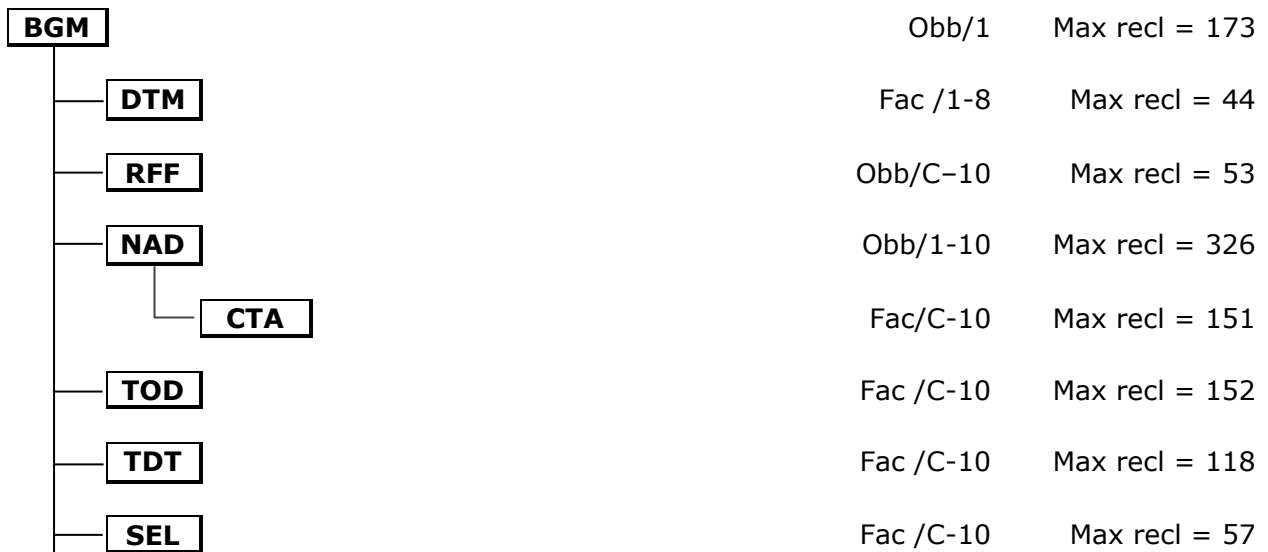 BGM Obb/1 Max recl = 173
DTM Fac /1-8 Max recl = 44
RFF Obb/C–10 Max recl = 53
NAD Obb/1-10 Max recl = 326
CTA Fac/C-10 Max recl = 151
TOD Fac /C-10 Max recl = 152
TDT Fac /C-10 Max recl = 118
SEL Fac /C-10 Max recl = 57